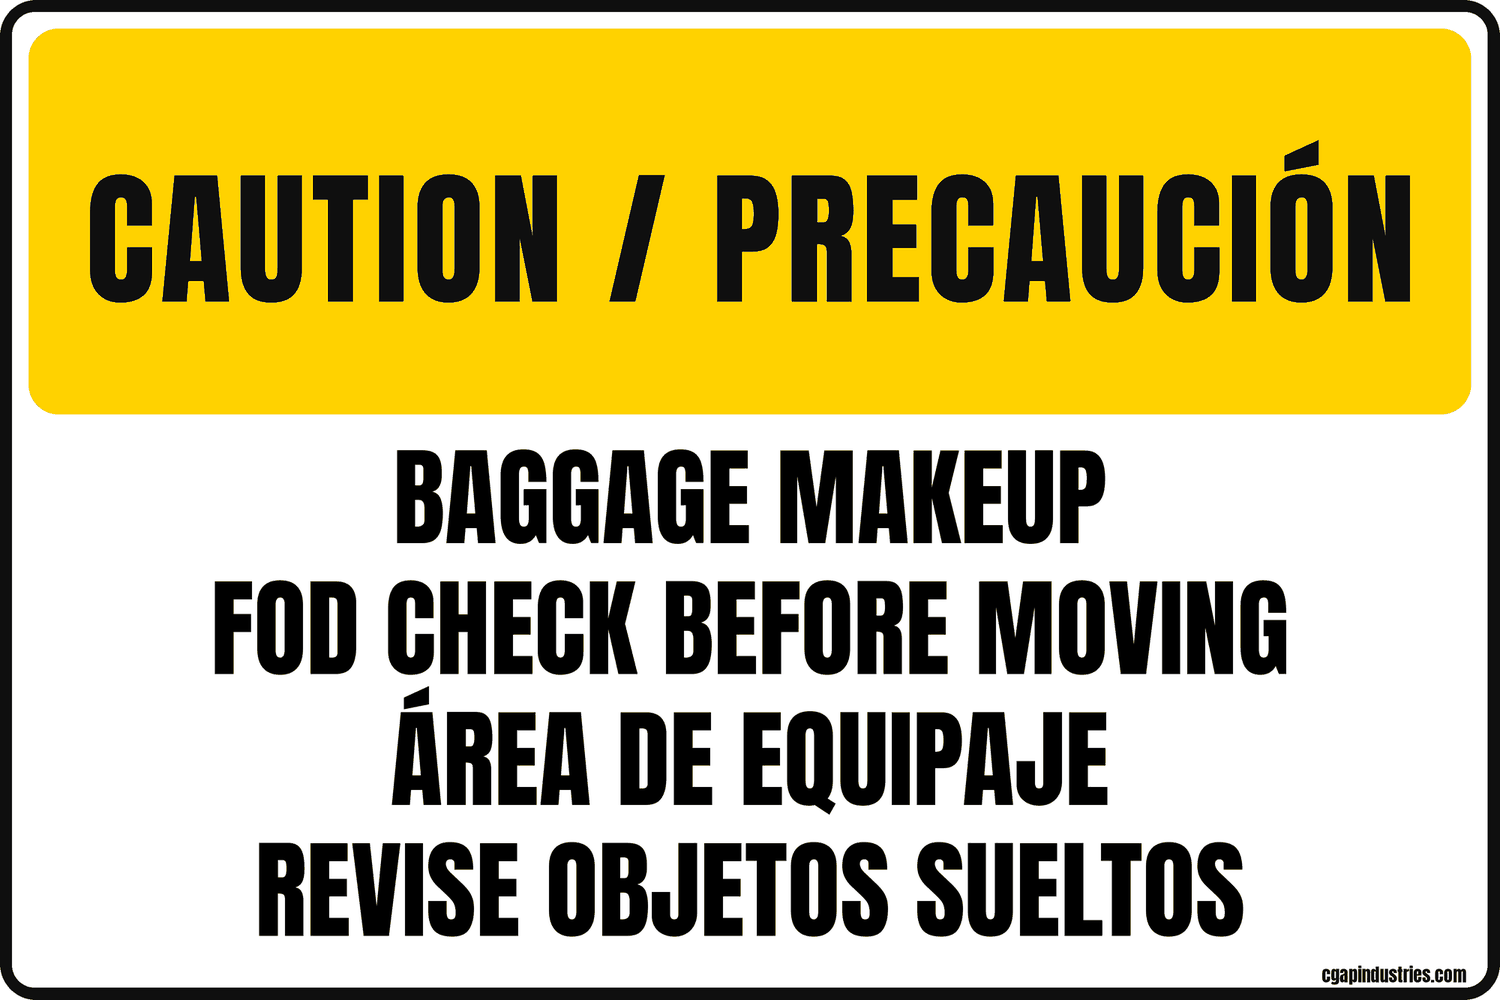 CAUTION / PRECAUCIÓN
BAGGAGE MAKEUP
FOD CHECK BEFORE MOVING
ÁREA DE EQUIPAJE
REVISE OBJETOS SUELTOS
cgapindustries.com